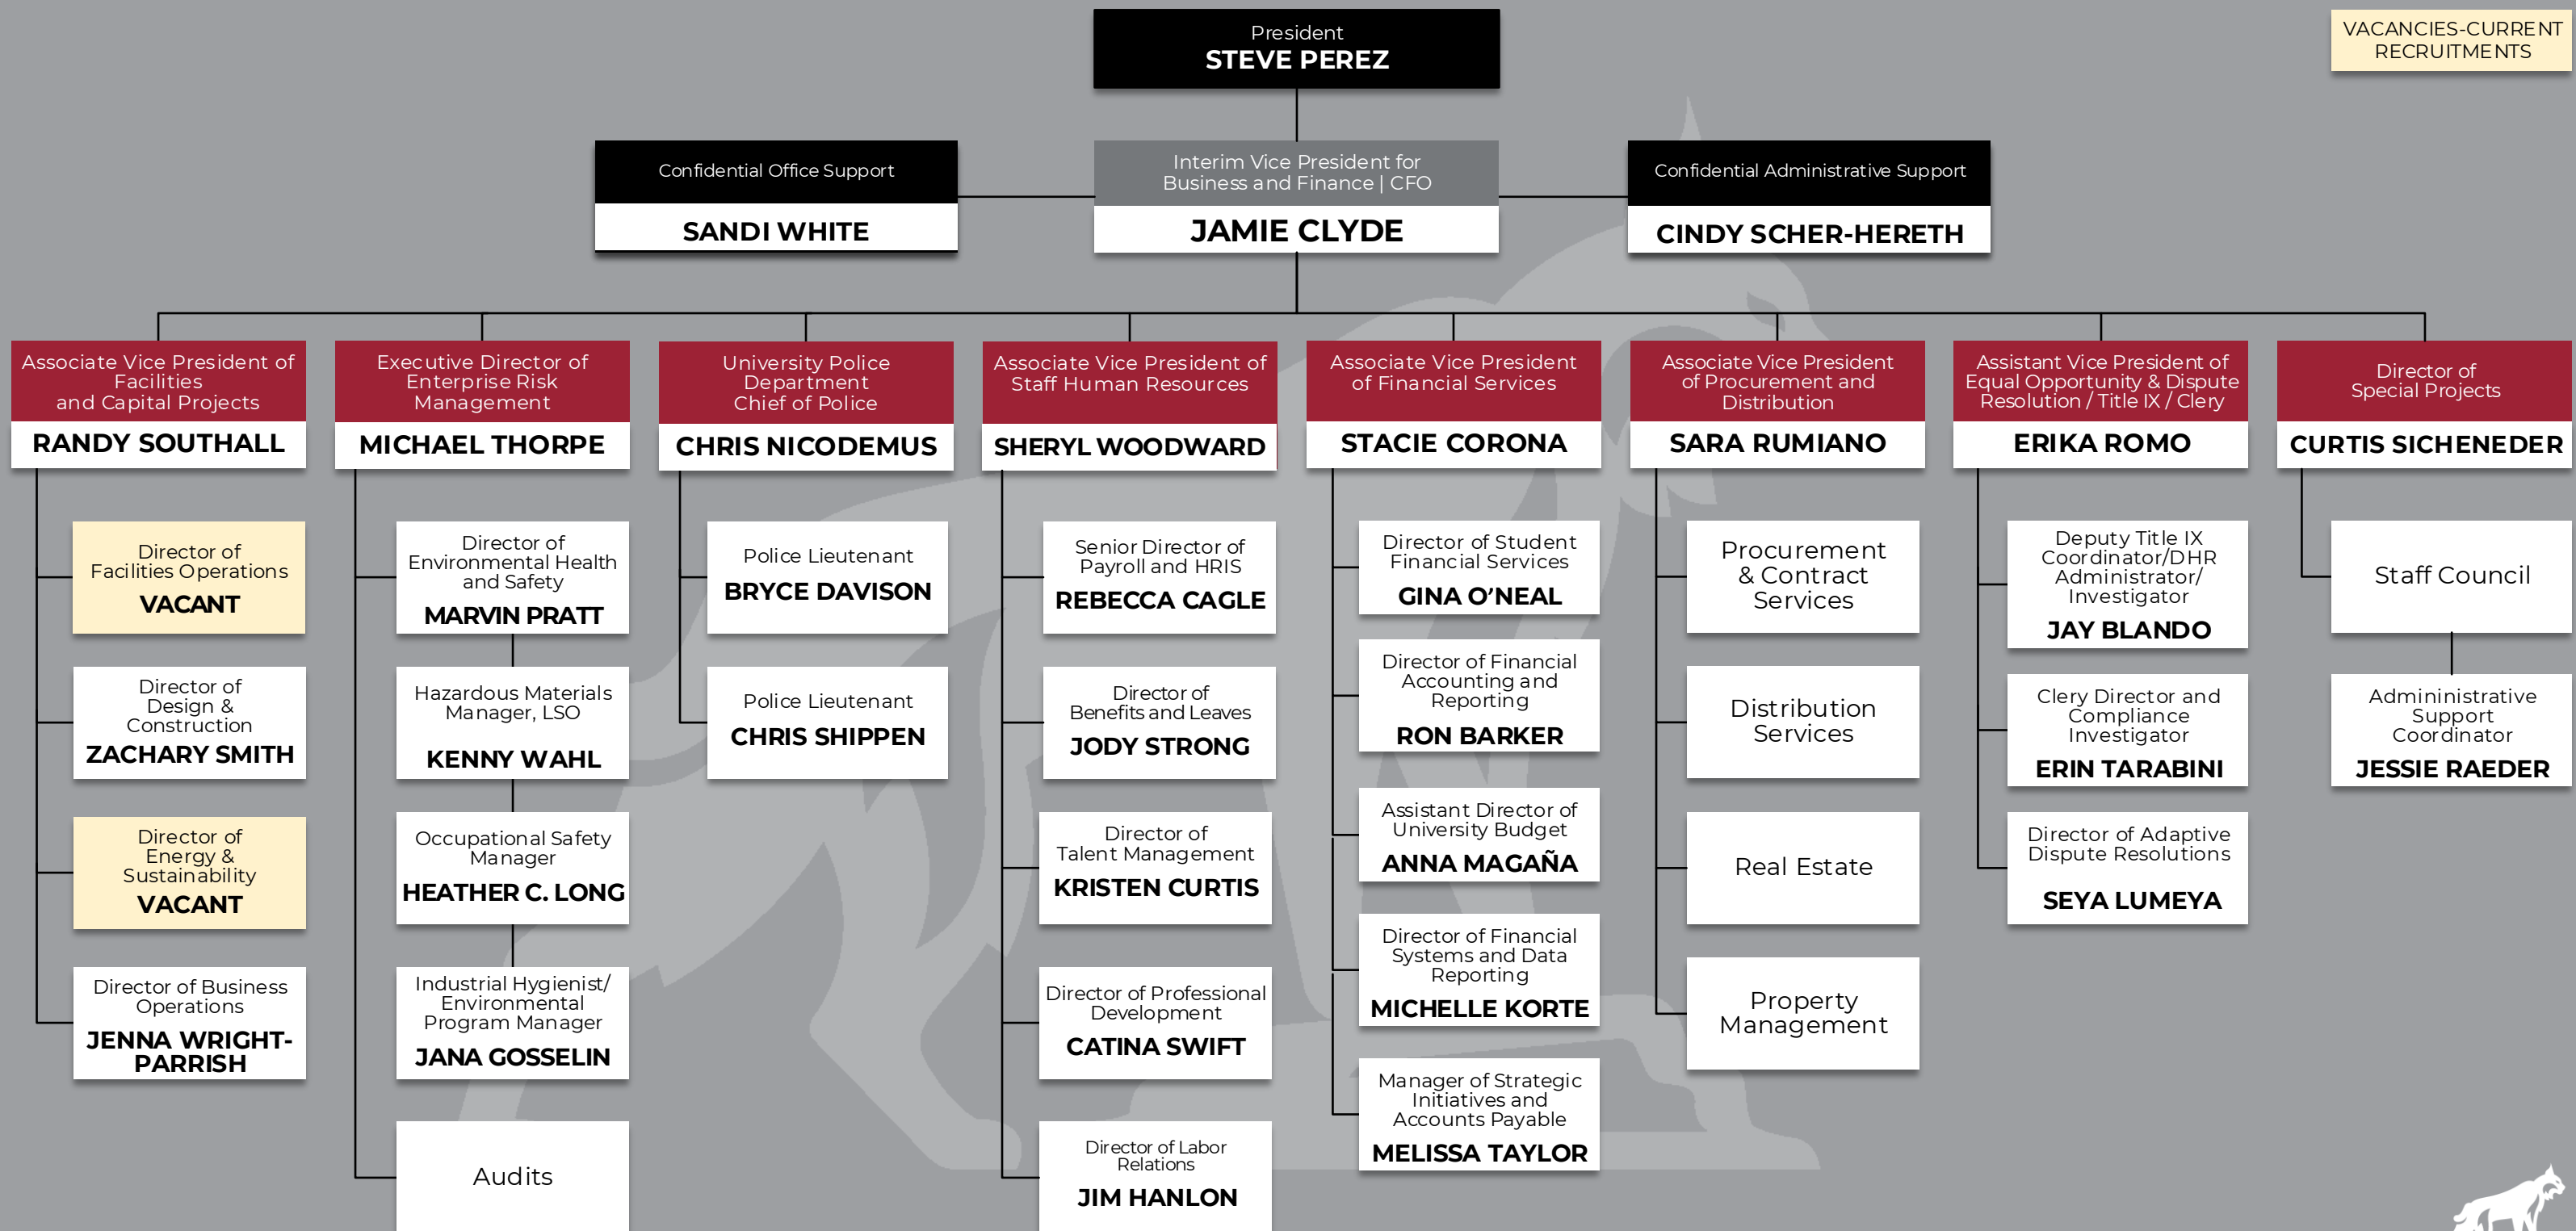 President
STEVE PEREZ
VACANCIES-CURRENT
RECRUITMENTS
Confidential Office Support
SANDI WHITE
Interim Vice President for
Business and Finance | CFO
JAMIE CLYDE
Confidential Administrative Support
CINDY SCHER-HERETH
Associate Vice President of
Facilities
and Capital Projects
RANDY SOUTHALL
Director of
Facilities Operations
VACANT
Director of
Design &
Construction
ZACHARY SMITH
Director of
Energy &
Sustainability
VACANT
Director of Business
Operations
JENNA WRIGHT-
PARRISH
Executive Director of
Enterprise Risk
Management
MICHAEL THORPE
Director of
Environmental Health
and Safety
MARVIN PRATT
Hazardous Materials
Manager, LSO
KENNY WAHL
Occupational Safety
Manager
HEATHER C. LONG
Industrial Hygienist/
Environmental
Program Manager
JANA GOSSELIN
Audits
University Police
Department
Chief of Police
CHRIS NICODEMUS
Police Lieutenant
BRYCE DAVISON
Police Lieutenant
CHRIS SHIPPEN
Associate Vice President of
Staff Human Resources
SHERYL WOODWARD
Senior Director of
Payroll and HRIS
REBECCA CAGLE
Director of
Benefits and Leaves
JODY STRONG
Director of
Talent Management
KRISTEN CURTIS
Director of Professional
Development
CATINA SWIFT
Director of Labor
Relations
JIM HANLON
Associate Vice President
of Financial Services
STACIE CORONA
Director of Student
Financial Services
GINA O’NEAL
Director of Financial
Accounting and
Reporting
RON BARKER
Assistant Director of
University Budget
ANNA MAGAÑA
Director of Financial
Systems and Data
Reporting
MICHELLE KORTE
Manager of Strategic
Initiatives and
Accounts Payable
MELISSA TAYLOR
Associate Vice President
of Procurement and
Distribution
SARA RUMIANO
Procurement
& Contract
Services
Distribution
Services
Real Estate
Property
Management
Assistant Vice President of
Equal Opportunity & Dispute
Resolution / Title IX / Clery
ERIKA ROMO
Deputy Title IX
Coordinator/DHR
Administrator/
Investigator
JAY BLANDO
Clery Director and
Compliance
Investigator
ERIN TARABINI
Director of Adaptive
Dispute Resolutions
SEYA LUMEYA
Director of
Special Projects
CURTIS SICHENEDER
Staff Council
Admininistrative
Support
Coordinator
JESSIE RAEDER